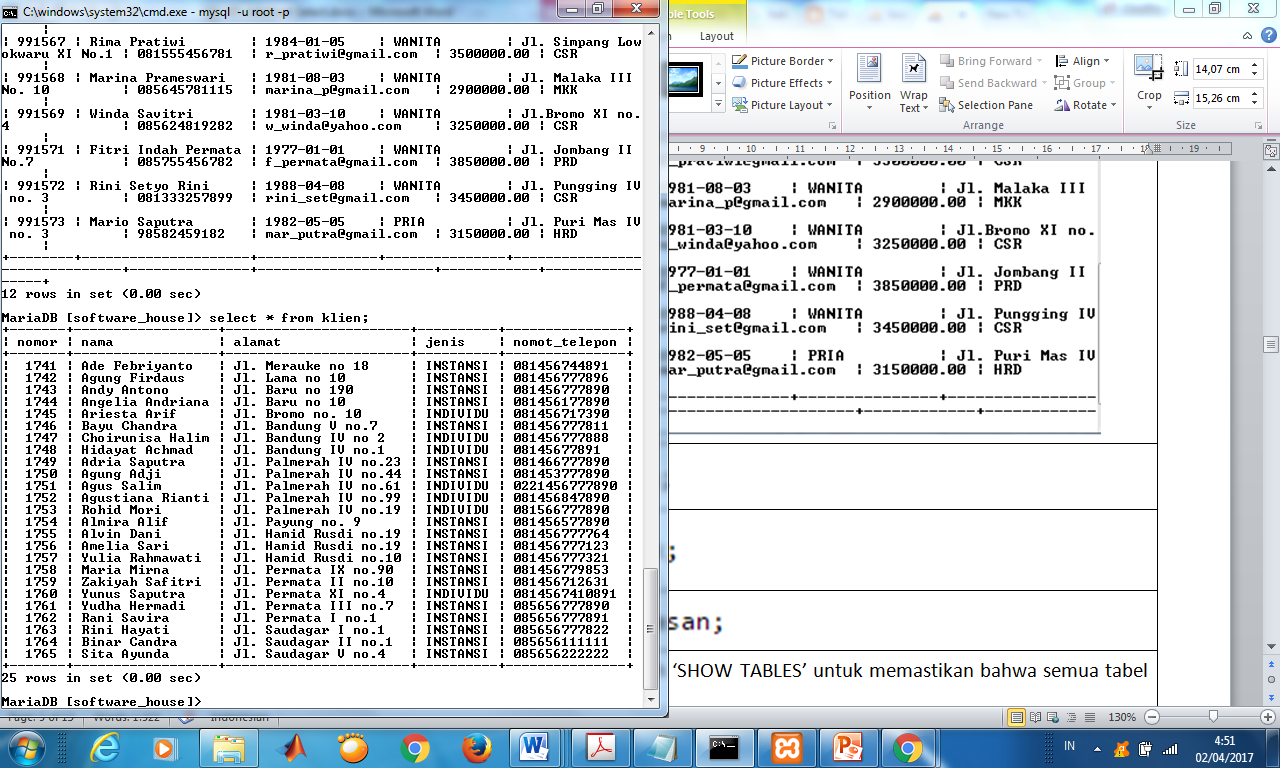 C:\windows\system32\cmd.exe - mysql -u root -p
¦
¦ 991567 ¦ Rima Pratiwi ¦ 1984-01-05 ¦ WANITA ¦ Jl. Simpang Low
okwaru XI No.1 ¦ 081555456781 ¦ r_pratiwi@gmail.com ¦ 3500000.00 ¦ CSR
¦
¦ 991568 ¦ Marina Prameswari ¦ 1981-08-03 ¦ WANITA ¦ Jl. Malaka III
No. 10 ¦ 085645781115 ¦ marina_p@gmail.com ¦ 2900000.00 ¦ MKK
¦
¦ 991569 ¦ Winda Savitri ¦ 1981-03-10 ¦ WANITA ¦ Jl.Bromo XI no.
4 ¦ 085624819282 ¦ w_winda@yahoo.com ¦ 3250000.00 ¦ CSR
¦
¦ 991571 ¦ Fitri Indah Permata ¦ 1977-01-01 ¦ WANITA ¦ Jl. Jombang II
No.7 ¦ 085755456782 ¦ f_permata@gmail.com ¦ 3850000.00 ¦ PRD
¦
¦ 991572 ¦ Rini Setyo Rini ¦ 1988-04-08 ¦ WANITA ¦ Jl. Pungging IV
no. 3 ¦ 081333257899 ¦ rini_set@gmail.com ¦ 3450000.00 ¦ CSR
¦
¦ 991573 ¦ Mario Saputra ¦ 1982-05-05 ¦ PRIA ¦ Jl. Puri Mas IV
no. 3 ¦ 98582459182 ¦ mar_putra@gmail.com ¦ 3150000.00 ¦ HRD
¦
12 rows in set (0.00 sec)
MariaDB [software_house]> select * from klien;
¦ nomor ¦ nama ¦ alamat ¦ jenis ¦ nomot_telepon ¦
¦ 1741 ¦ Ade Febriyanto ¦ Jl. Merauke no 18 ¦ INSTANSI ¦ 081456744891 ¦
¦ 1742 ¦ Agung Firdaus ¦ Jl. Lama no 10 ¦ INSTANSI ¦ 081456777896 ¦
¦ 1743 ¦ Andy Antono ¦ Jl. Baru no 190 ¦ INSTANSI ¦ 081456777890 ¦
¦ 1744 ¦ Angelia Andriana ¦ Jl. Baru no 10 ¦ INSTANSI ¦ 081456177890 ¦
¦ 1745 ¦ Ariesta Arif ¦ Jl. Bromo no. 10 ¦ INDIVIDU ¦ 081456717390 ¦
¦ 1746 ¦ Bayu Chandra ¦ Jl. Bandung V no.7 ¦ INSTANSI ¦ 081456777811 ¦
¦ 1747 ¦ Choirunisa Halim ¦ Jl. Bandung IV no 2 ¦ INDIVIDU ¦ 081456777888 ¦
¦ 1748 ¦ Hidayat Achmad ¦ Jl. Bandung IV no.1 ¦ INDIVIDU ¦ 0814567 7891 ¦
¦ 1749 ¦ Adria Saputra ¦ Jl. Palmerah IV no.23 ¦ INSTANSI ¦ 081466777890 ¦
¦ 1750 ¦ Agung Adji ¦ Jl. Palmerah IV no.44 ¦ INSTANSI ¦ 081453777890 ¦
¦ 1751 ¦ Agus Salim ¦ Jl. Palmerah IV no.61 ¦ INDIVIDU ¦ 0221456777890 ¦
¦ 1752 ¦ Agustiana Rianti ¦ Jl. Palmerah IV no.99 ¦ INDIVIDU ¦ 081456847890 ¦
¦ 1753 ¦ Rohid Mori ¦ Jl. Palmerah IV no.19 ¦ INDIVIDU ¦ 081566777890 ¦
¦ 1754 ¦ Almira Alif ¦ Jl. Payung no. 9 ¦ INSTANSI ¦ 081456777890 ¦
¦ 1755 ¦ Alvin Dani ¦ Jl. Hamid Rusdi no.19 ¦ INSTANSI ¦ 081456777764 ¦
¦ 1756 ¦ Amelia Sari ¦ Jl. Hamid Rusdi no.19 ¦ INSTANSI ¦ 081456777123 ¦
¦ 1757 ¦ Yulia Rahmawati ¦ Jl. Hamid Rusdi no.10 ¦ INSTANSI ¦ 081456777321 ¦
¦ 1758 ¦ Maria Mirna ¦ Jl. Permata IX no.90 ¦ INSTANSI ¦ 081456779853 ¦
¦ 1759 ¦ Zakiyah Safitri ¦ Jl. Permata II no.10 ¦ INSTANSI ¦ 081456712631 ¦
¦ 1760 ¦ Yunus Saputra ¦ Jl. Permata XI no.4 ¦ INDIVIDU ¦ 0814567410891 ¦
¦ 1761 ¦ Yudha Hermadi ¦ Jl. Permata III no.7 ¦ INSTANSI ¦ 085656777890 ¦
¦ 1762 ¦ Rani Savira ¦ Jl. Permata I no.1 ¦ INSTANSI ¦ 085656777891 ¦
¦ 1763 ¦ Rini Hayati ¦ Jl. Saudagar I no.1 ¦ INSTANSI ¦ 085656777822 ¦
¦ 1764 ¦ Binar Candra ¦ Jl. Saudagar II no.1 ¦ INSTANSI ¦ 085656111111 ¦
¦ 1765 ¦ Sita Ayunda ¦ Jl. Saudagar V no.4 ¦ INSTANSI ¦ 085656222222 ¦
25 rows in set (0.00 sec)
MariaDB [software_house]>
ble Tools
Layout
Picture Border
Picture Effects
Picture Layout
Position
Wrap Text
Bring Forward
Send Backward
Selection Pane
Align
Group
Rotate
Arrange
Crop
14,07 cm
15,26 cm
Size
9 10 11 12 13 14 15 16 17 18 19
_pratiwi@gmail.com ¦ 3500000.00 ¦ CSR
981-08-03 ¦ WANITA ¦ Jl. Malaka III
arina_p@gmail.com ¦ 2900000.00 ¦ MKK
981-03-10 ¦ WANITA ¦ Jl.Bromo XI no.
_winda@yahoo.com ¦ 3250000.00 ¦ CSR
977-01-01 ¦ WANITA ¦ Jl. Jombang II
_permata@gmail.com ¦ 3850000.00 ¦ PRD
988-04-08 ¦ WANITA ¦ Jl. Pungging IV
ini_set@gmail.com ¦ 3450000.00 ¦ CSR
982-05-05 ¦ PRIA ¦ Jl. Puri Mas IV
ar_putra@gmail.com ¦ 3150000.00 ¦ HRD
;
san;
‘SHOW TABLES’ untuk memastikan bahwa semua tabel
Words: 1.322
Indonesian
130%
IN
4:51
02/04/2017